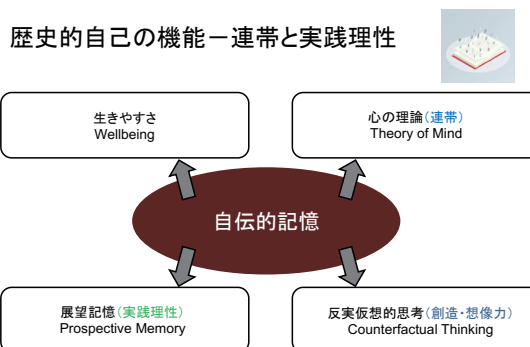 歴史的自己の機能－連帯と実践理性
生きやすさ
Wellbeing
心の理論(連帯)
Theory of Mind
自伝的記憶
展望記憶(実践理性)
Prospective Memory
反実仮想的思考(創造・想像力)
Counterfactual Thinking